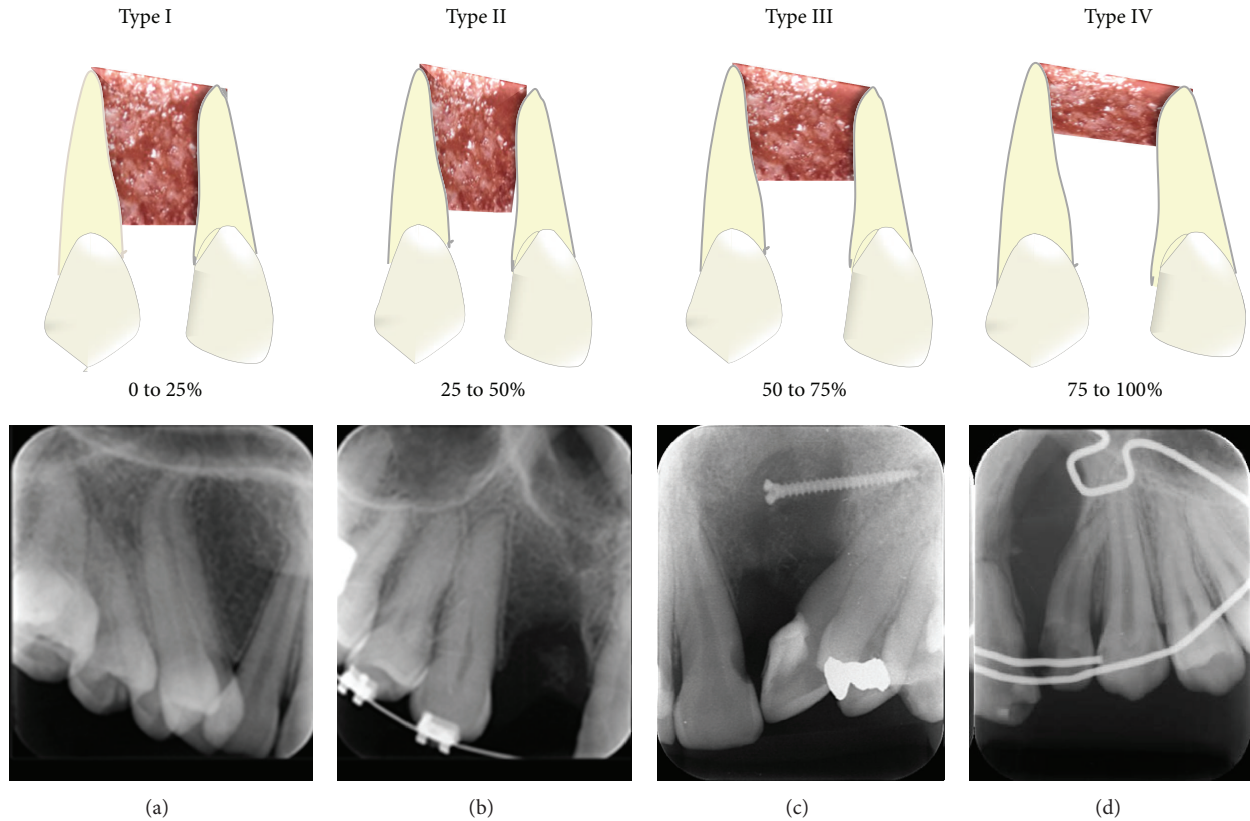 Type I
Type II
Type III
Type IV
0 to 25%
25 to 50%
50 to 75%
75 to 100%
(a)
(b)
(c)
(d)